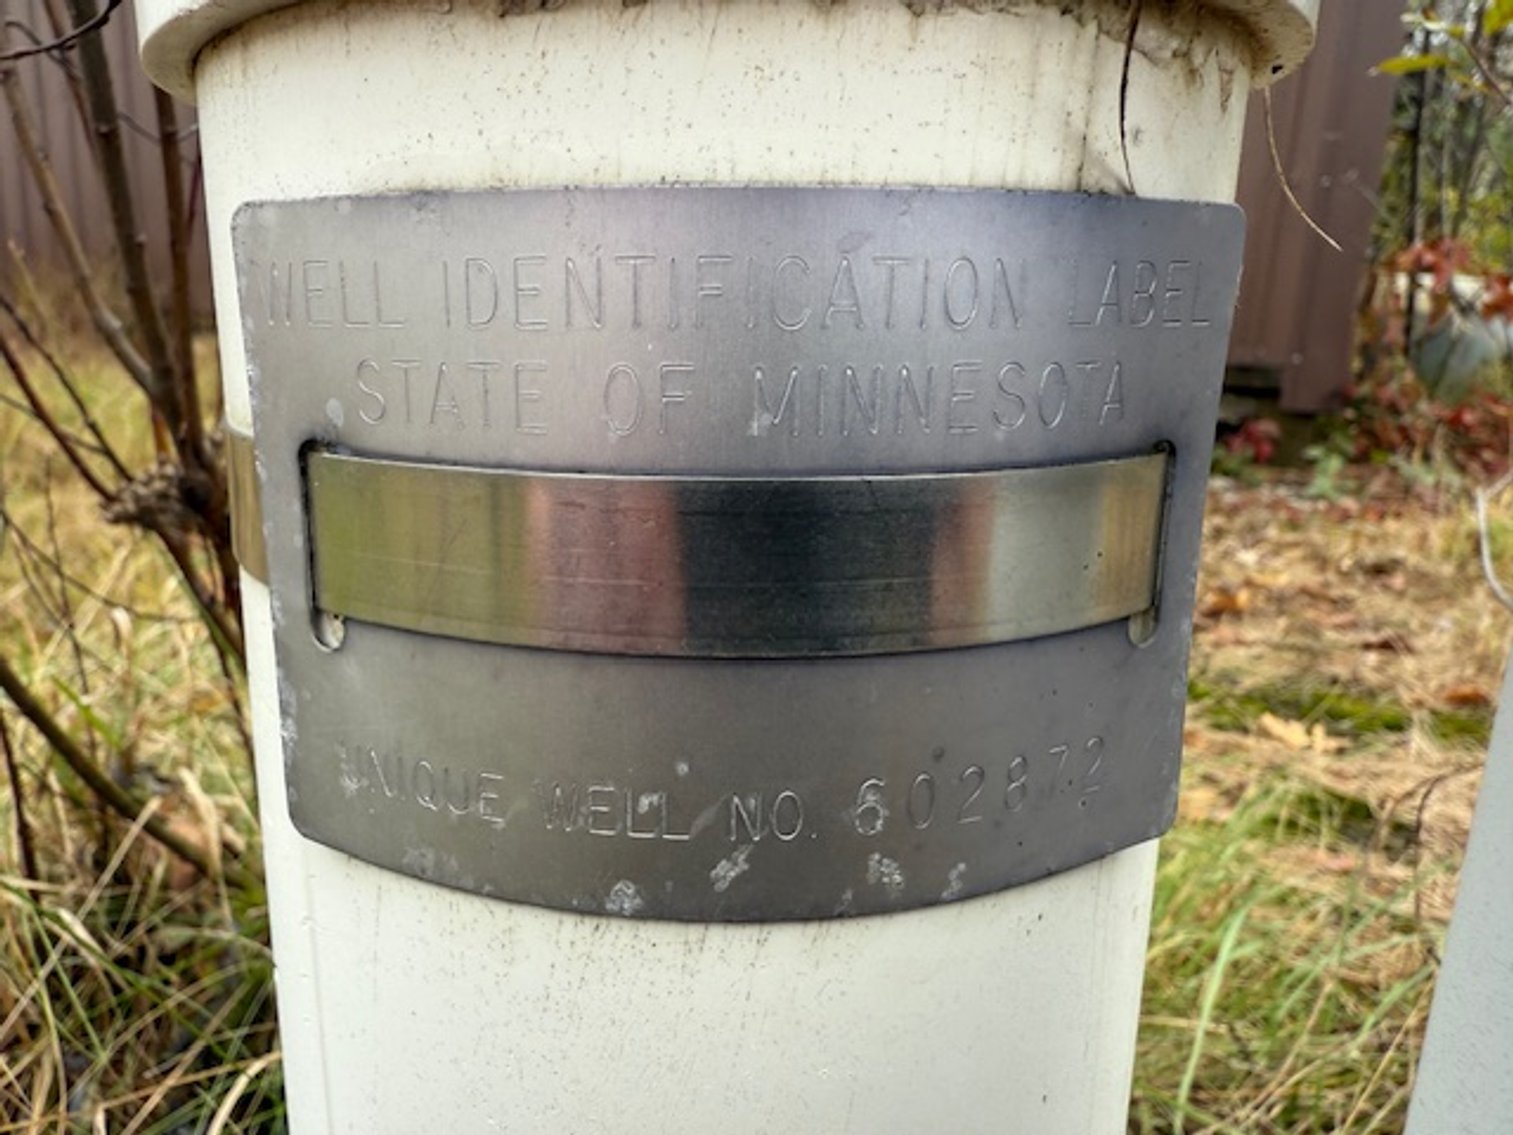 WELL IDENTIFICATION LABEL
STATE OF MINNESOTA
UNIQUE WELL NO. 602872